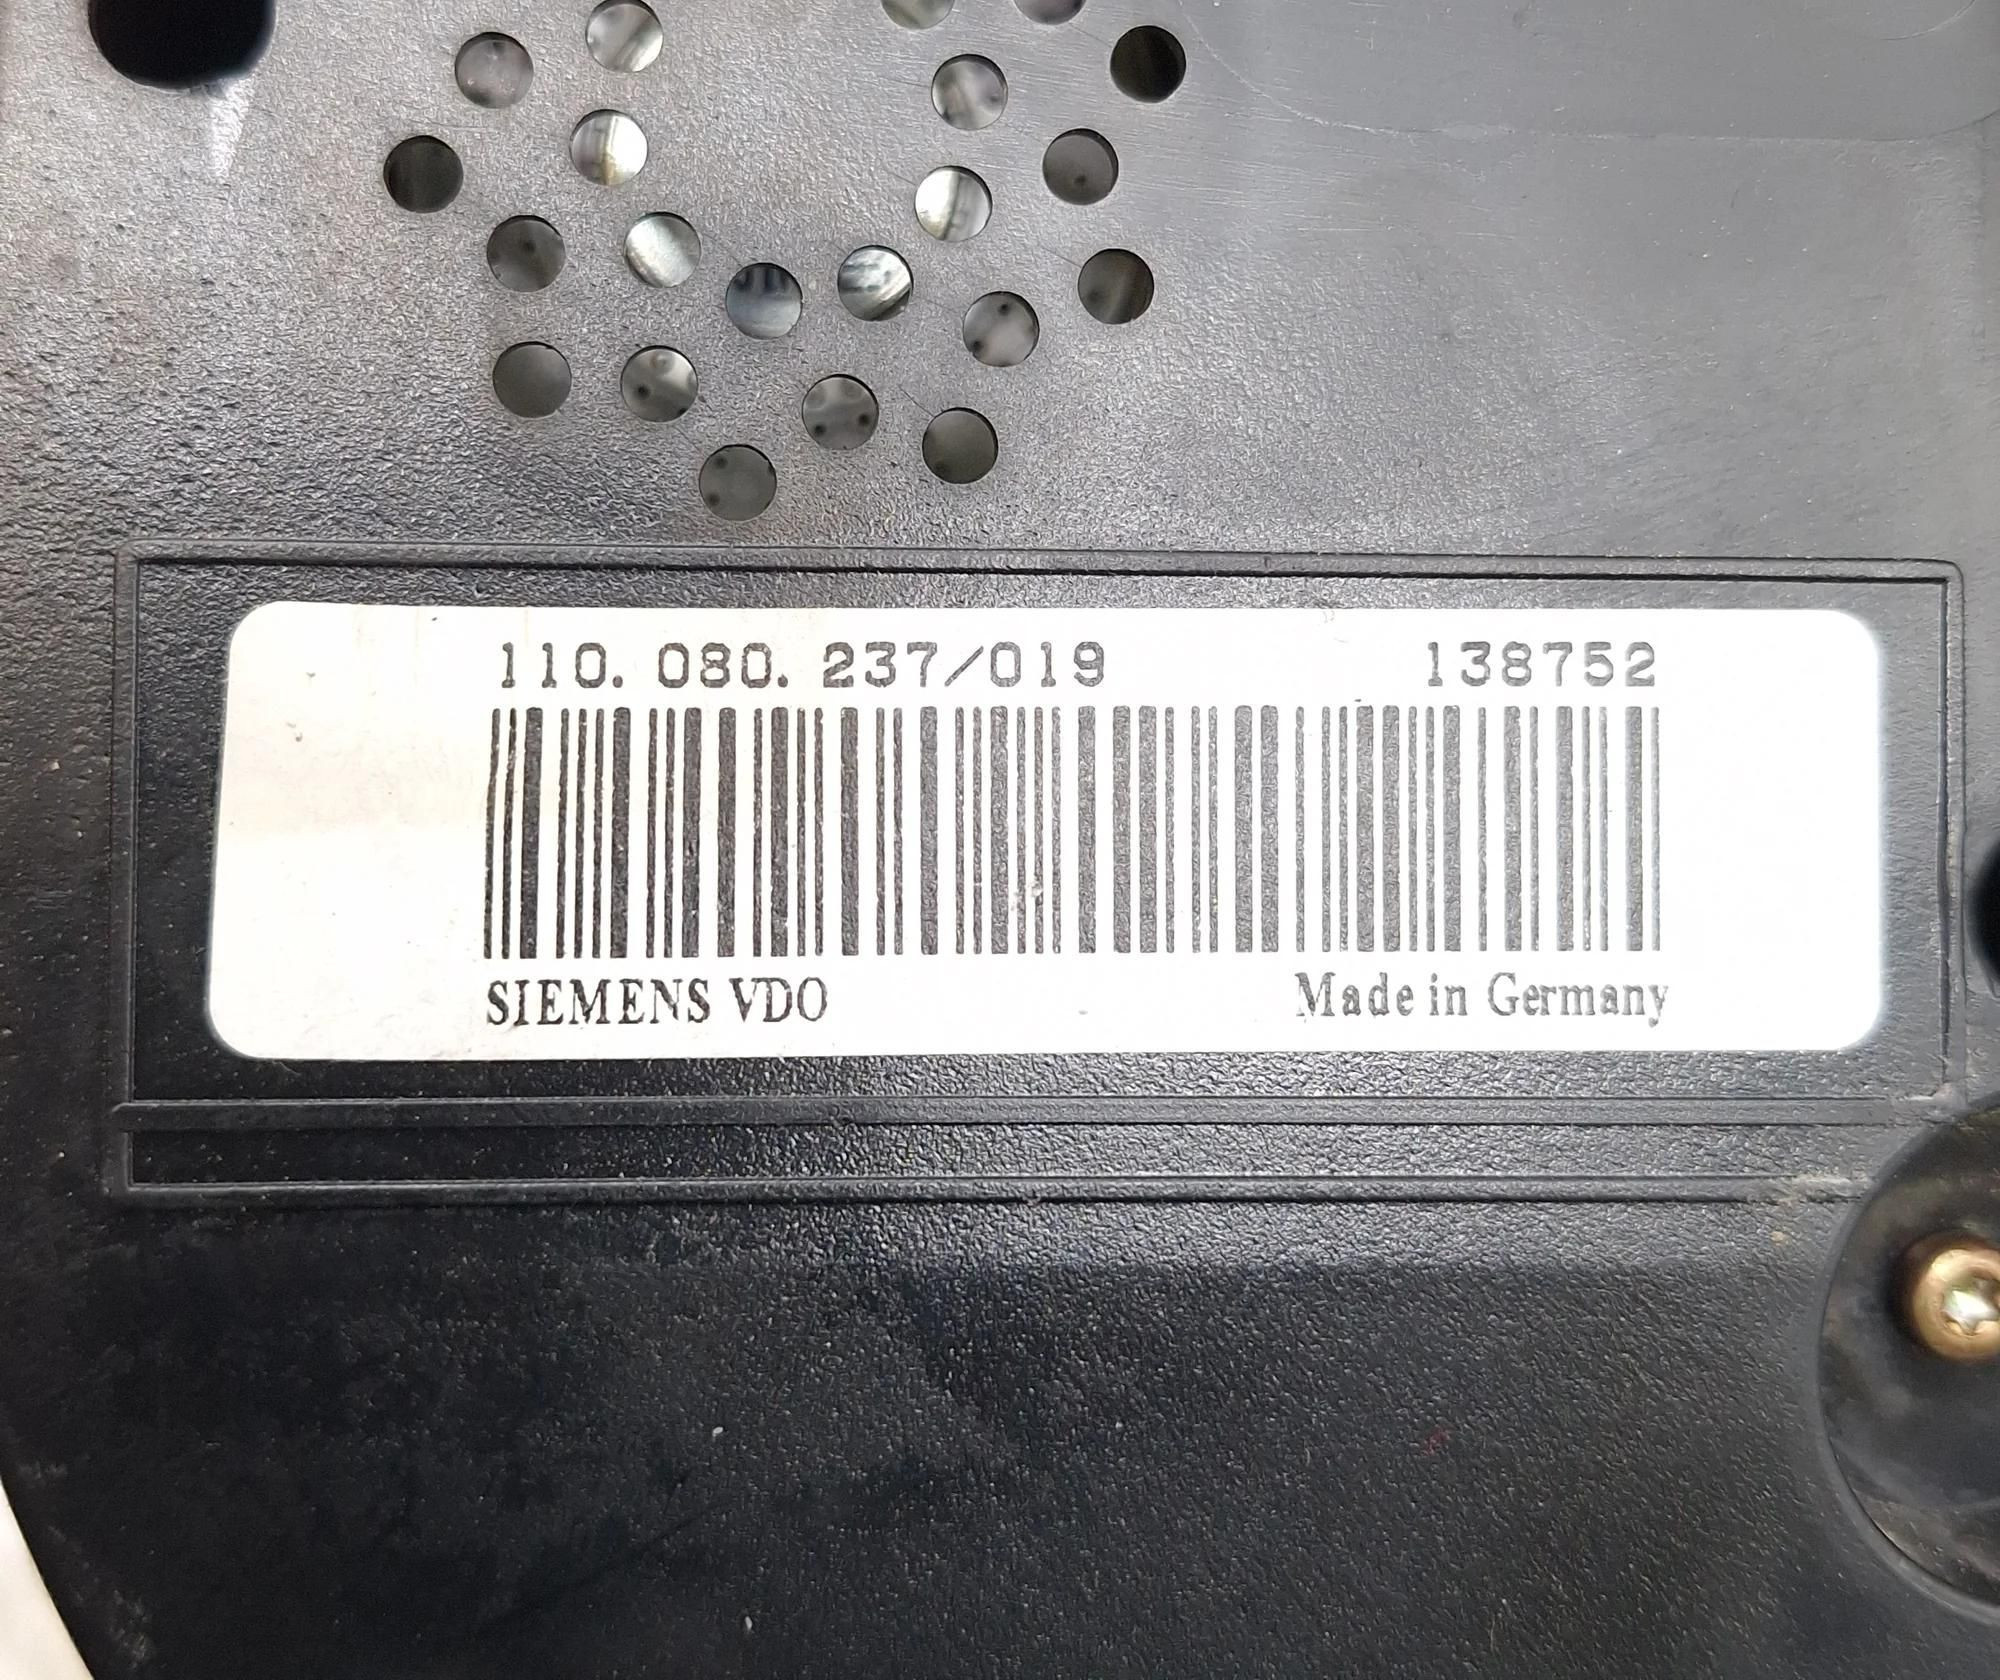 110.080.237/019 138752
SIEMENS VDO Made in Germany